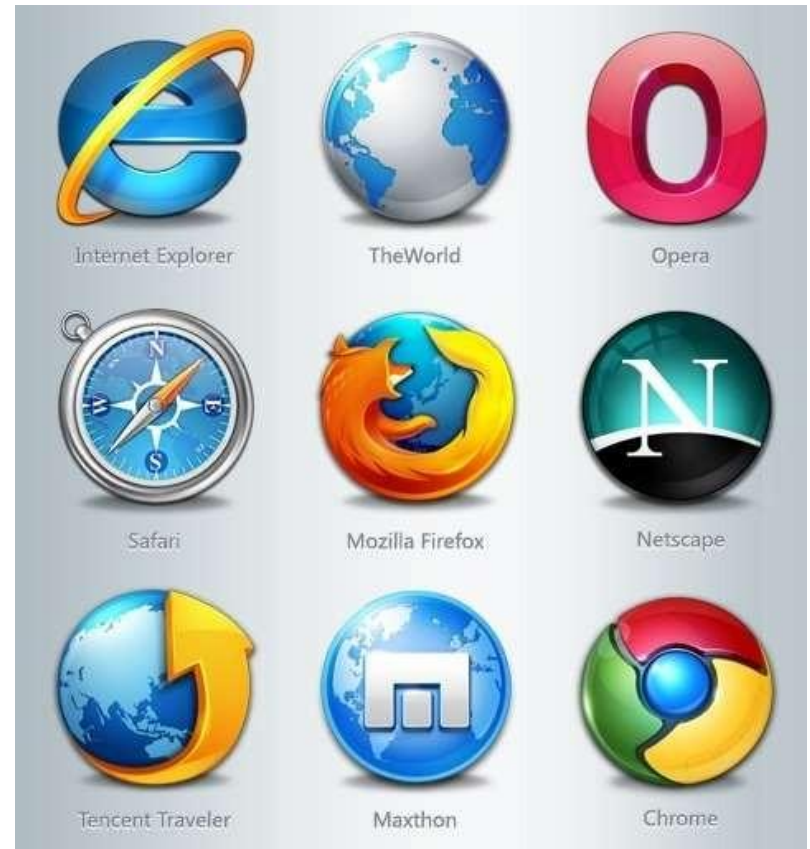 Internet Explorer
TheWorld
Opera
N
W
E
S
Safari
Mozilla Firefox
N
Netscape
Tencent Traveler
Maxthon
Chrome